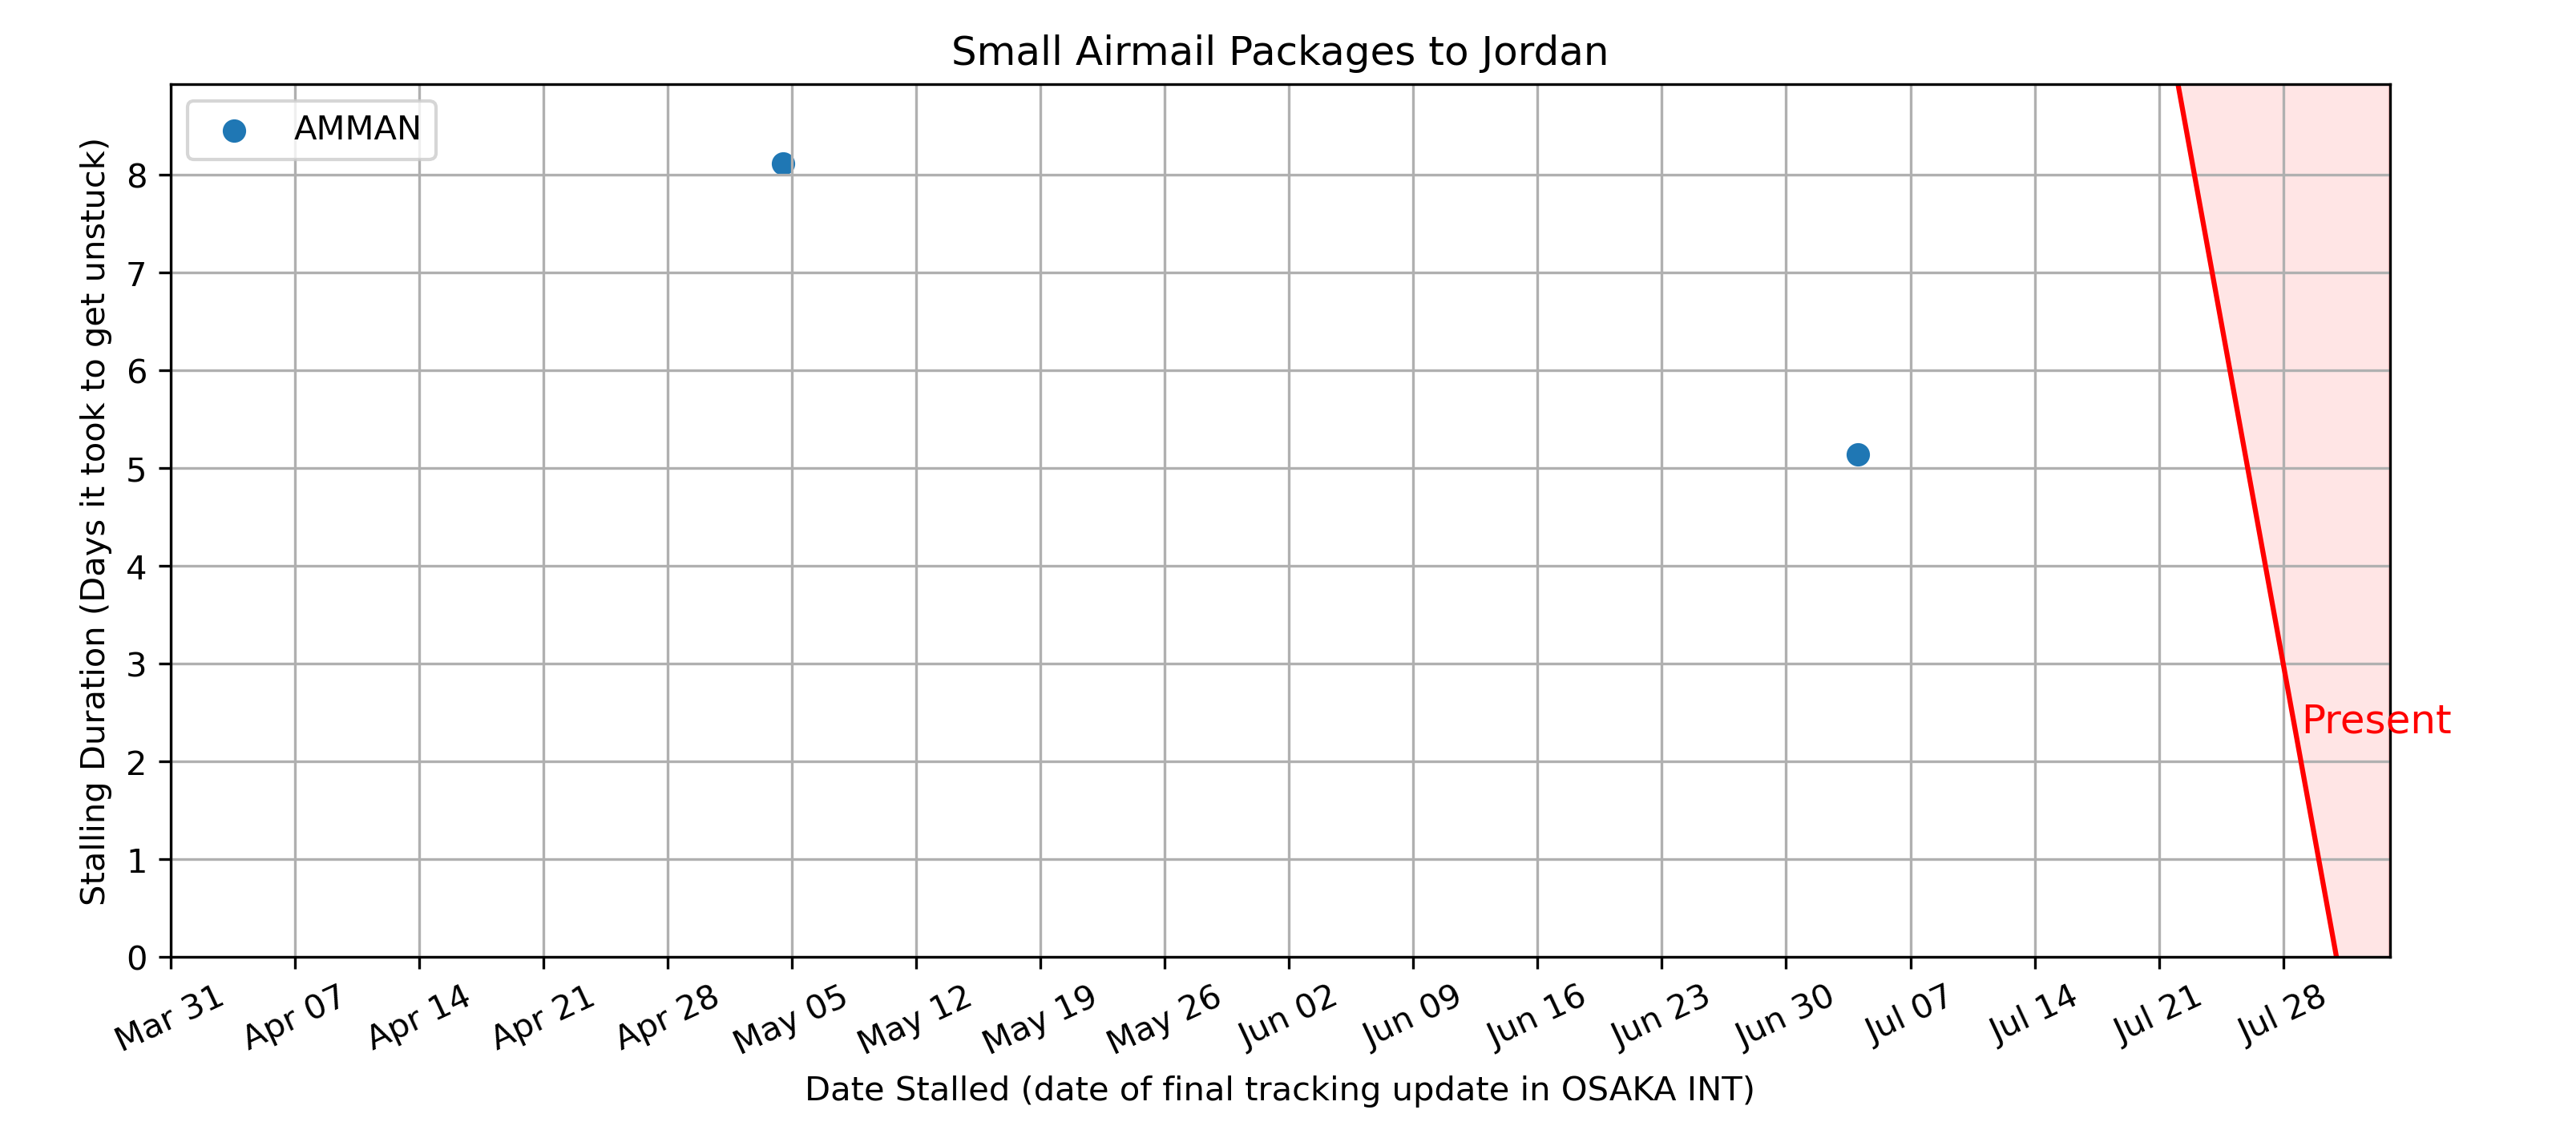 Small Airmail Packages to Jordan
AMMAN
Stalling Duration (Days it took to get unstuck)
8
7
6
5
4
3
2
1
0
Present
Mar 31 Apr 07 Apr 14 Apr 21 Apr 28 May 05 May 12 May 19 May 26 Jun 02 Jun 09 Jun 16 Jun 23 Jun 30 Jul 07 Jul 14 Jul 21 Jul 28
Date Stalled (date of final tracking update in OSAKA INT)